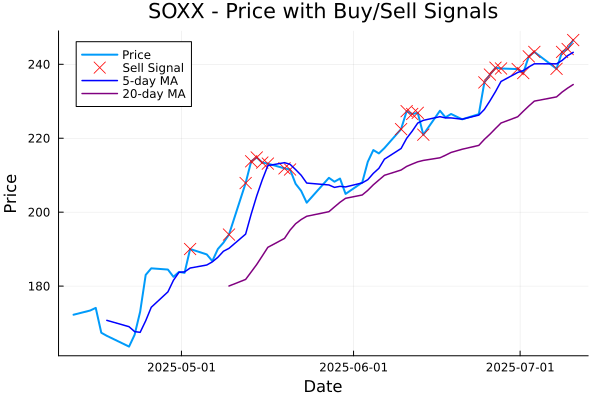 SOXX - Price with Buy/Sell Signals
Price
Sell Signal
5-day MA
20-day MA
240
220
200
180
Price
2025-05-01
2025-06-01
2025-07-01
Date